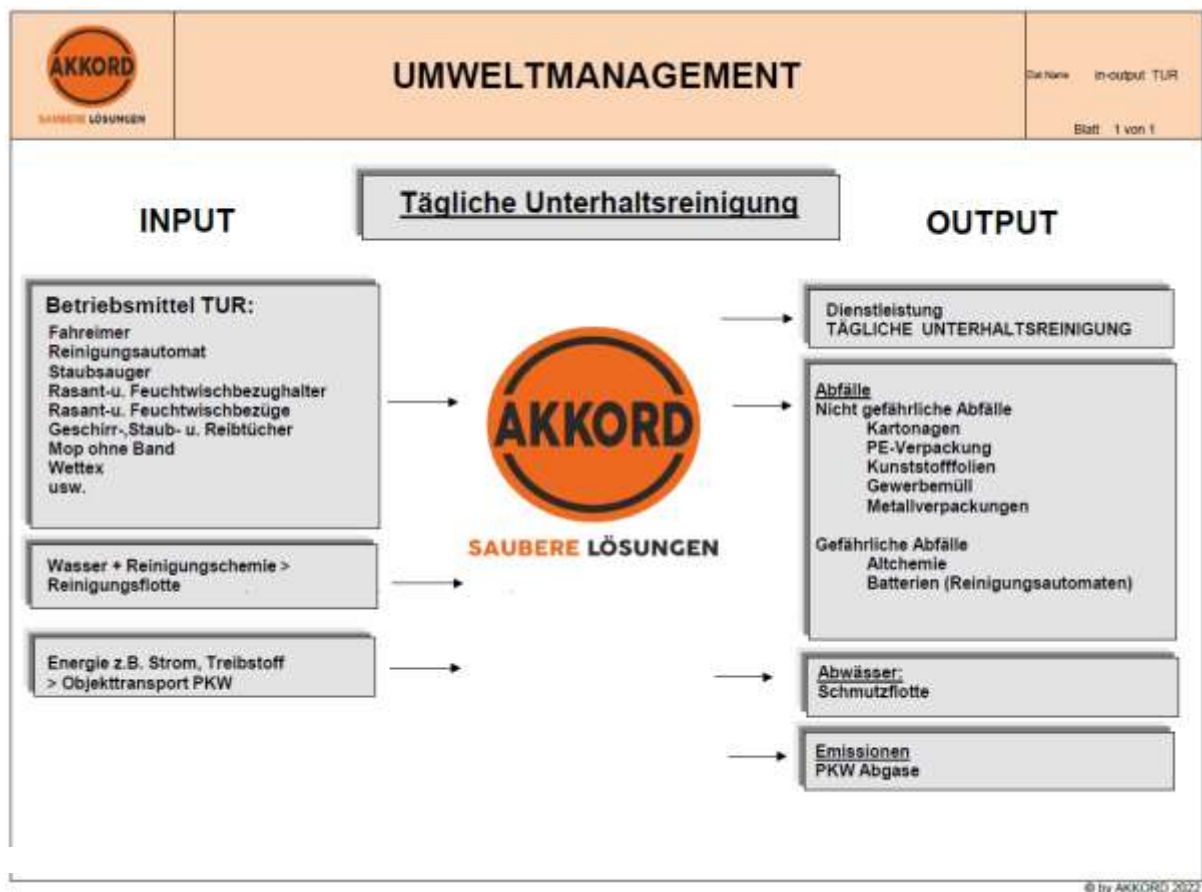 AKKORD
SAUBERE LÖSUNGEN
UMWELTMANAGEMENT
Dat Name in-output TUR
Blatt 1 von 1
Tägliche Unterhaltsreinigung
INPUT
OUTPUT
Betriebsmittel TUR:
Fahreimer
Reinigungsautomat
Staubsauger
Rasant-u. Feuchtwischbezughalter
Rasant-u. Feuchtwischbezüge
Geschirr-,Staub- u. Reibtücher
Mop ohne Band
Wettex
usw.
Wasser + Reinigungschemie >
Reinigungsflotte
Energie z.B. Strom, Treibstoff
> Objekttransport PKW
AKKORD
SAUBERE LÖSUNGEN
Dienstleistung
TÄGLICHE UNTERHALTSREINIGUNG
Abfälle
Nicht gefährliche Abfälle
Kartonagen
PE-Verpackung
Kunststofffolien
Gewerbemüll
Metallverpackungen
Gefährliche Abfälle
Altchemie
Batterien (Reinigungsautomaten)
Abwässer:
Schmutzflotte
Emissionen
PKW Abgase
© by AKKORD 2022